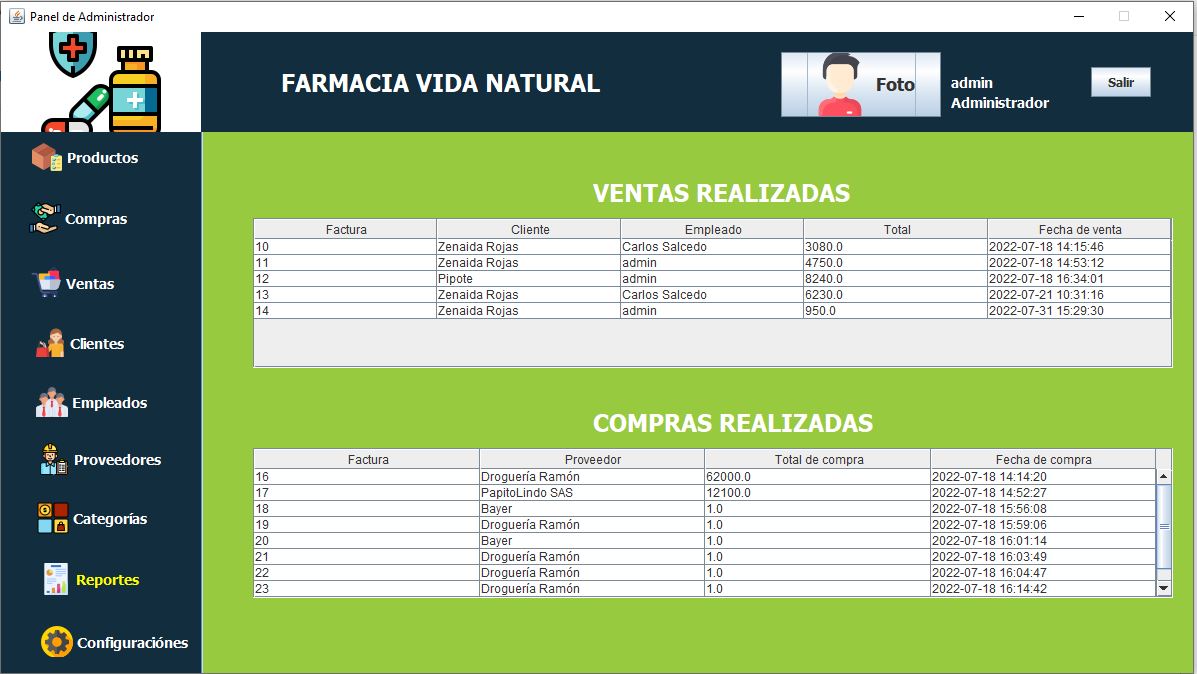 Panel de Administrador
FARMACIA VIDA NATURAL
Foto
admin
Administrador
Salir
Productos
Compras
Ventas
Clientes
Empleados
Proveedores
Categorías
Reportes
Configuraciónes
VENTAS REALIZADAS
Factura Cliente Empleado Total Fecha de venta
10 Zenaida Rojas Carlos Salcedo 3080.0 2022-07-18 14:15:46
11 Zenaida Rojas admin 4750.0 2022-07-18 14:53:12
12 Pipote admin 8240.0 2022-07-18 16:34:01
13 Zenaida Rojas Carlos Salcedo 6230.0 2022-07-21 10:31:16
14 Zenaida Rojas admin 950.0 2022-07-31 15:29:30
COMPRAS REALIZADAS
Factura Proveedor Total de compra Fecha de compra
16 Droguería Ramón 62000.0 2022-07-18 14:14:20
17 PapitoLindo SAS 12100.0 2022-07-18 14:52:27
18 Bayer 1.0 2022-07-18 15:56:08
19 Droguería Ramón 1.0 2022-07-18 15:59:06
20 Bayer 1.0 2022-07-18 16:01:14
21 Droguería Ramón 1.0 2022-07-18 16:03:49
22 Droguería Ramón 1.0 2022-07-18 16:04:47
23 Droguería Ramón 1.0 2022-07-18 16:14:42